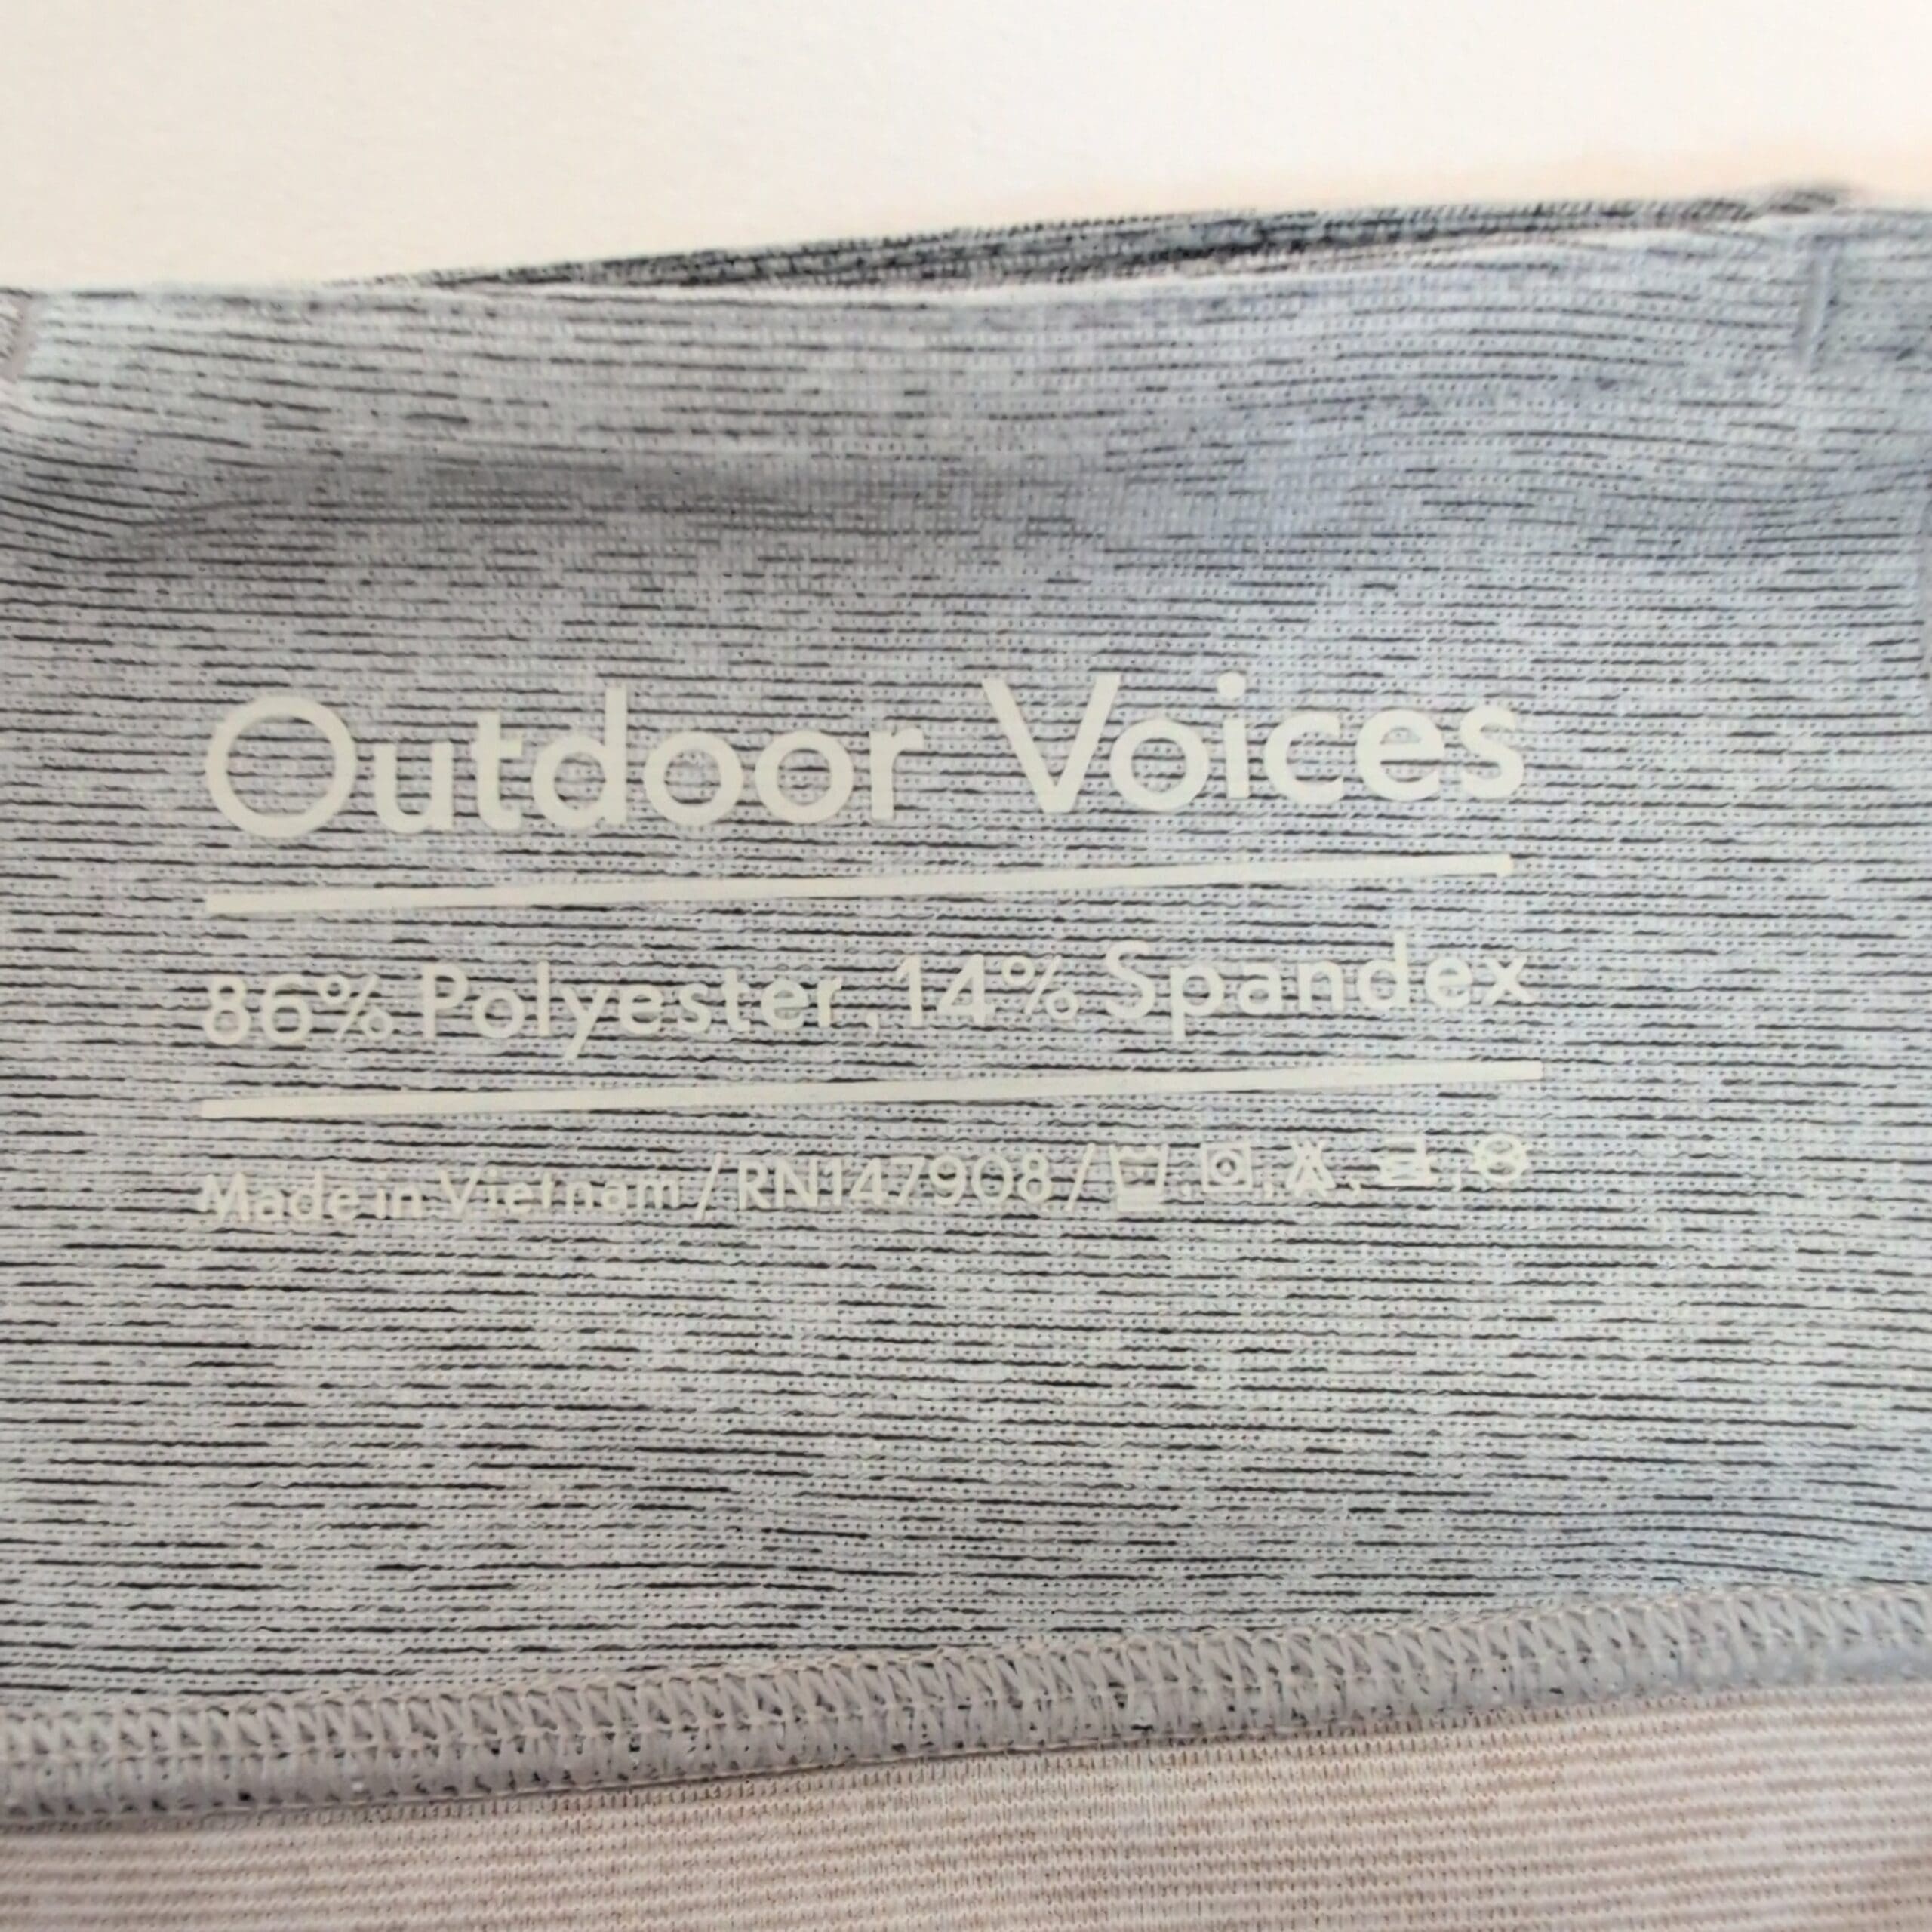 Outdoor Voices
86% Polyester, 14% Spandex
Made in Vietnam / RN147908 /